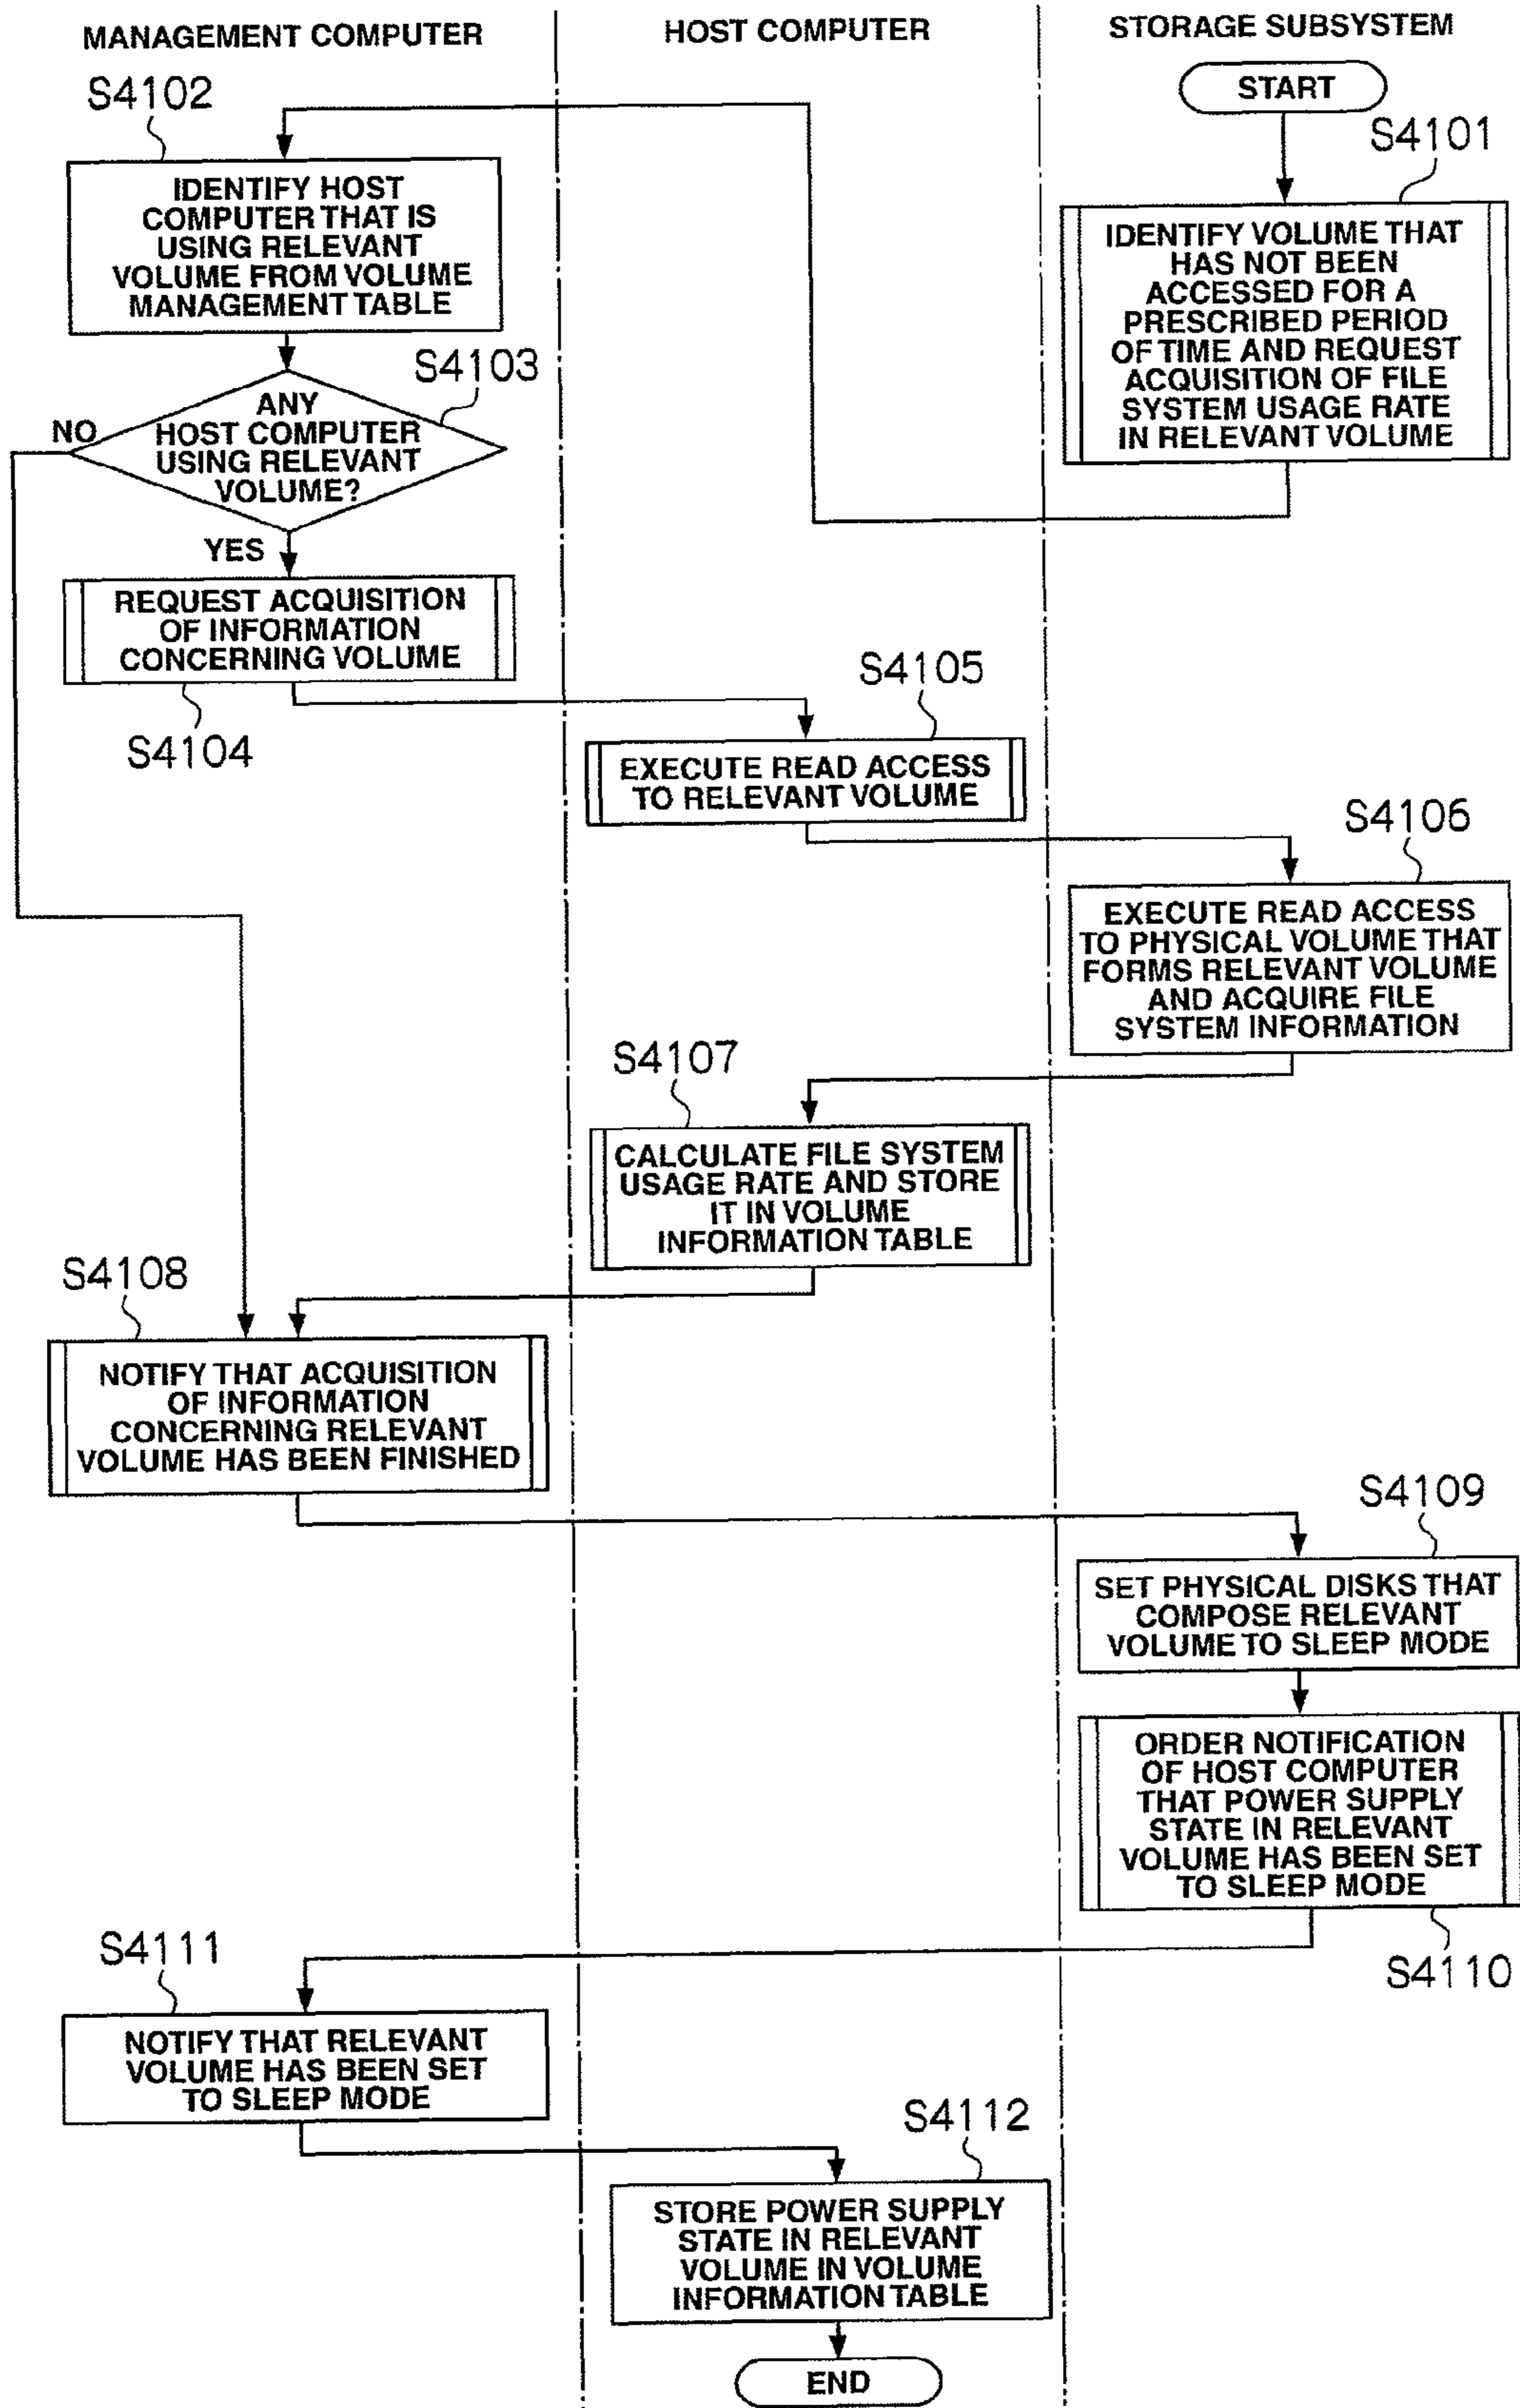 MANAGEMENT COMPUTER
HOST COMPUTER
STORAGE SUBSYSTEM
START
S4101
IDENTIFY VOLUME THAT
HAS NOT BEEN
ACCESSED FOR A
PRESCRIBED PERIOD
OF TIME AND REQUEST
ACQUISITION OF FILE
SYSTEM USAGE RATE
IN RELEVANT VOLUME
S4102
IDENTIFY HOST
COMPUTER THAT IS
USING RELEVANT
VOLUME FROM VOLUME
MANAGEMENT TABLE
S4103
ANY
HOST COMPUTER
USING RELEVANT
VOLUME?
NO
YES
REQUEST ACQUISITION
OF INFORMATION
CONCERNING VOLUME
S4104
S4105
EXECUTE READ ACCESS
TO RELEVANT VOLUME
S4106
EXECUTE READ ACCESS
TO PHYSICAL VOLUME THAT
FORMS RELEVANT VOLUME
AND ACQUIRE FILE
SYSTEM INFORMATION
S4107
CALCULATE FILE SYSTEM
USAGE RATE AND STORE
IT IN VOLUME
INFORMATION TABLE
S4108
NOTIFY THAT ACQUISITION
OF INFORMATION
CONCERNING RELEVANT
VOLUME HAS BEEN FINISHED
S4109
SET PHYSICAL DISKS THAT
COMPOSE RELEVANT
VOLUME TO SLEEP MODE
ORDER NOTIFICATION
OF HOST COMPUTER
THAT POWER SUPPLY
STATE IN RELEVANT
VOLUME HAS BEEN SET
TO SLEEP MODE
S4110
S4111
NOTIFY THAT RELEVANT
VOLUME HAS BEEN SET
TO SLEEP MODE
S4112
STORE POWER SUPPLY
STATE IN RELEVANT
VOLUME IN VOLUME
INFORMATION TABLE
END